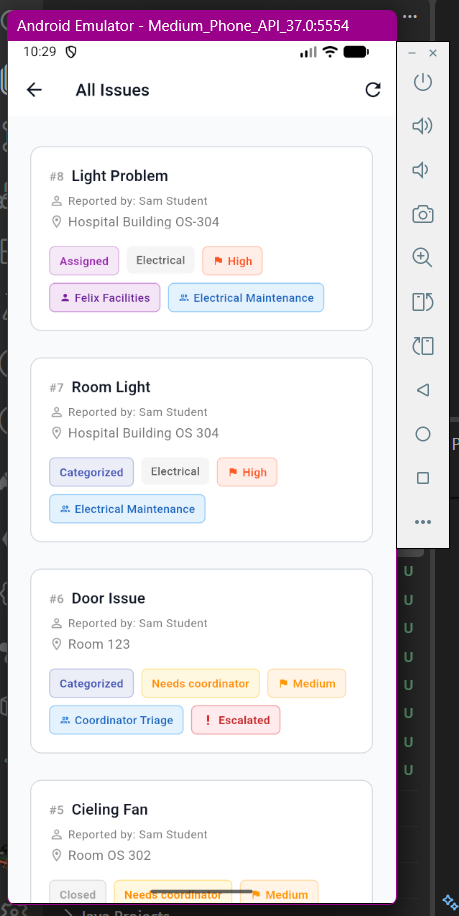 Android Emulator - Medium_Phone_API_37.0:5554
10:29
All Issues
#8 Light Problem
Reported by: Sam Student
Hospital Building OS-304
Assigned Electrical High
Felix Facilities Electrical Maintenance
#7 Room Light
Reported by: Sam Student
Hospital Building OS 304
Categorized Electrical High
Electrical Maintenance
#6 Door Issue
Reported by: Sam Student
Room 123
Categorized Needs coordinator Medium
Coordinator Triage Escalated
#5 Cieling Fan
Reported by: Sam Student
Room OS 302
Closed Needs coordinator Medium
Java Projects
P
U
U
U
U
U
U
U
U